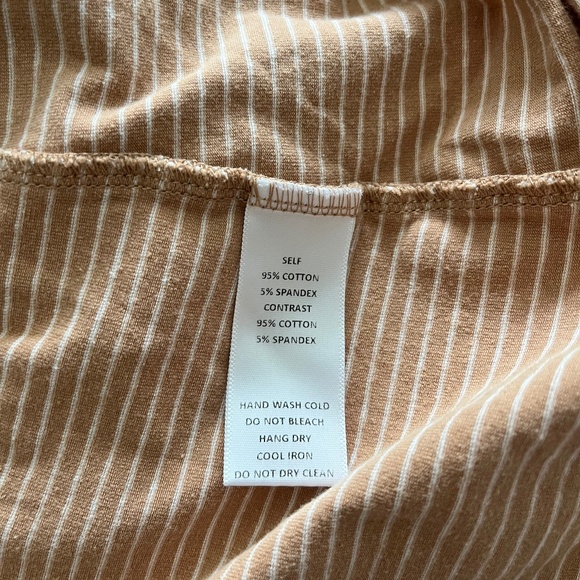 SELF
95% COTTON
5% SPANDEX
CONTRAST
95% COTTON
5% SPANDEX
HAND WASH COLD
DO NOT BLEACH
HANG DRY
COOL IRON
DO NOT DRY CLEAN